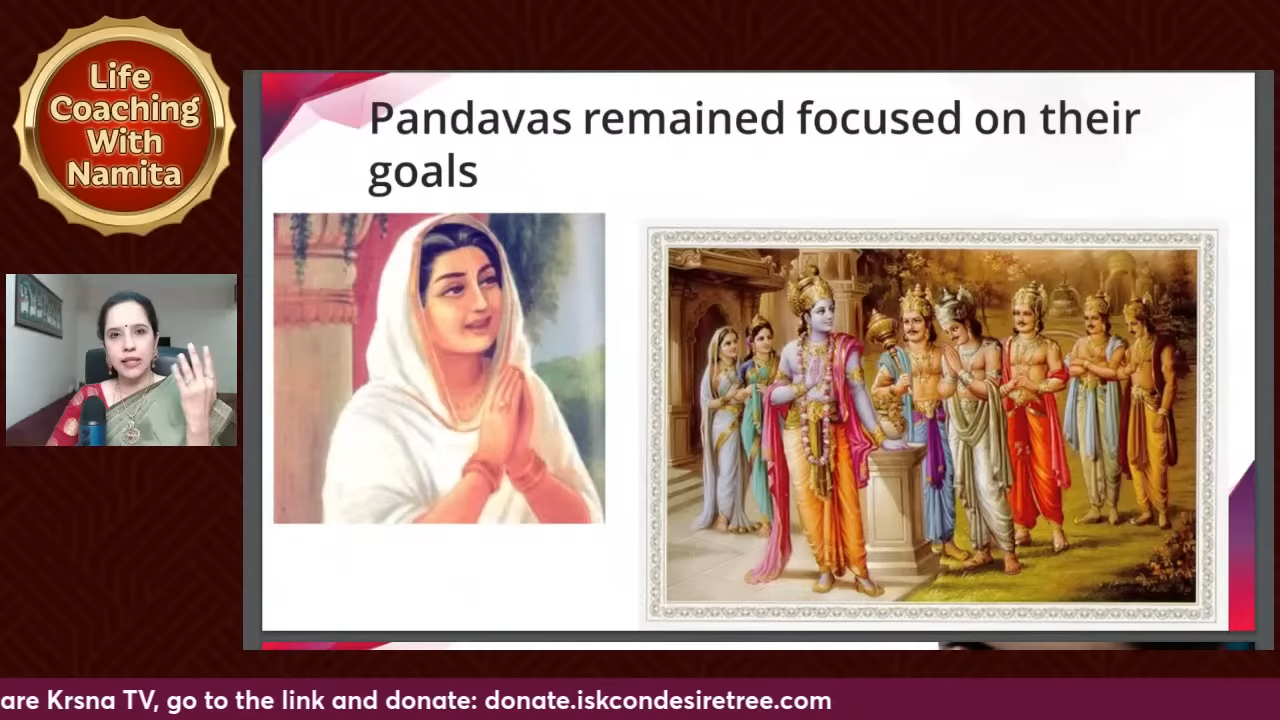 Life
Coaching
With
Namita
Pandavas remained focused on their
goals
are Krsna TV, go to the link and donate: donate.iskcondesiretree.com